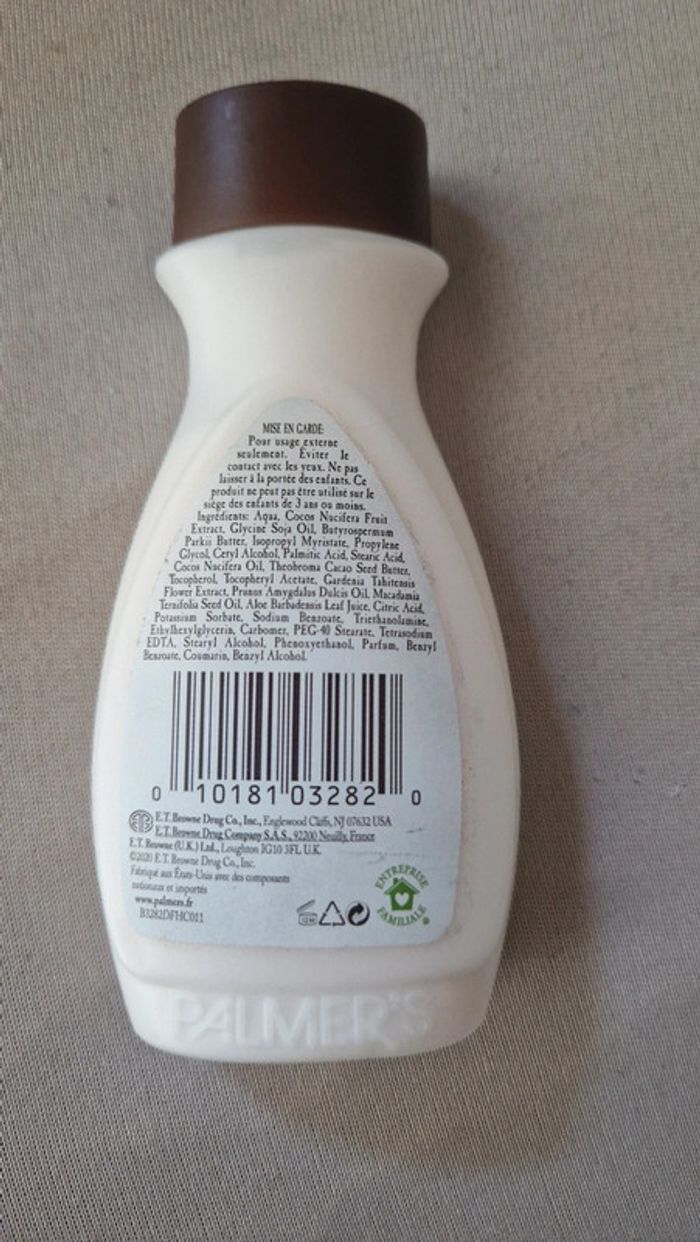 MISE EN GARDE:
Pour usage externe
seulement. Éviter le
contact avec les yeux. Ne pas
laisser à la portée des enfants. Ce
produit ne peut pas être utilisé sur le
siège des enfants de 3 ans ou moins.
Ingrédients: Aqua, Cocos Nucifera Fruit
Extract, Glycine Soja Oil, Butyrospermum
Parkii Butter, Isopropyl Myristate, Propylene
Glycol, Cetyl Alcohol, Palmitic Acid, Stearic Acid,
Cocos Nucifera Oil, Theobroma Cacao Seed Butter,
Tocopherol, Tocopheryl Acetate, Gardenia Tahitensis
Flower Extract, Prunus Amygdalus Dulcis Oil, Macadamia
Ternifolia Seed Oil, Aloe Barbadensis Leaf Juice, Citric Acid,
Potassium Sorbate, Sodium Benzoate, Triethanolamine,
Ethylhexylglycerin, Carbomer, PEG-40 Stearate, Tetrasodium
EDTA, Stearyl Alcohol, Phenoxyethanol, Parfum, Benzyl
Benzoate, Coumarin, Benzyl Alcohol.
0 10181 03282 0
E.T. Browne Drug Co., Inc., Englewood Cliffs, NJ 07632 USA
E.T. Browne Drug Company S.A.S., 92200 Neuilly, France
E.T. Browne (U.K.) Ltd., Loughton IG10 3FL U.K.
©2020 E.T. Browne Drug Co., Inc.
Fabriqué aux États-Unis avec des composants
nationaux et importés
www.palmers.fr
B3282DFHC011
12M
ENTREPRISE
FAMILIALE
PALMER'S